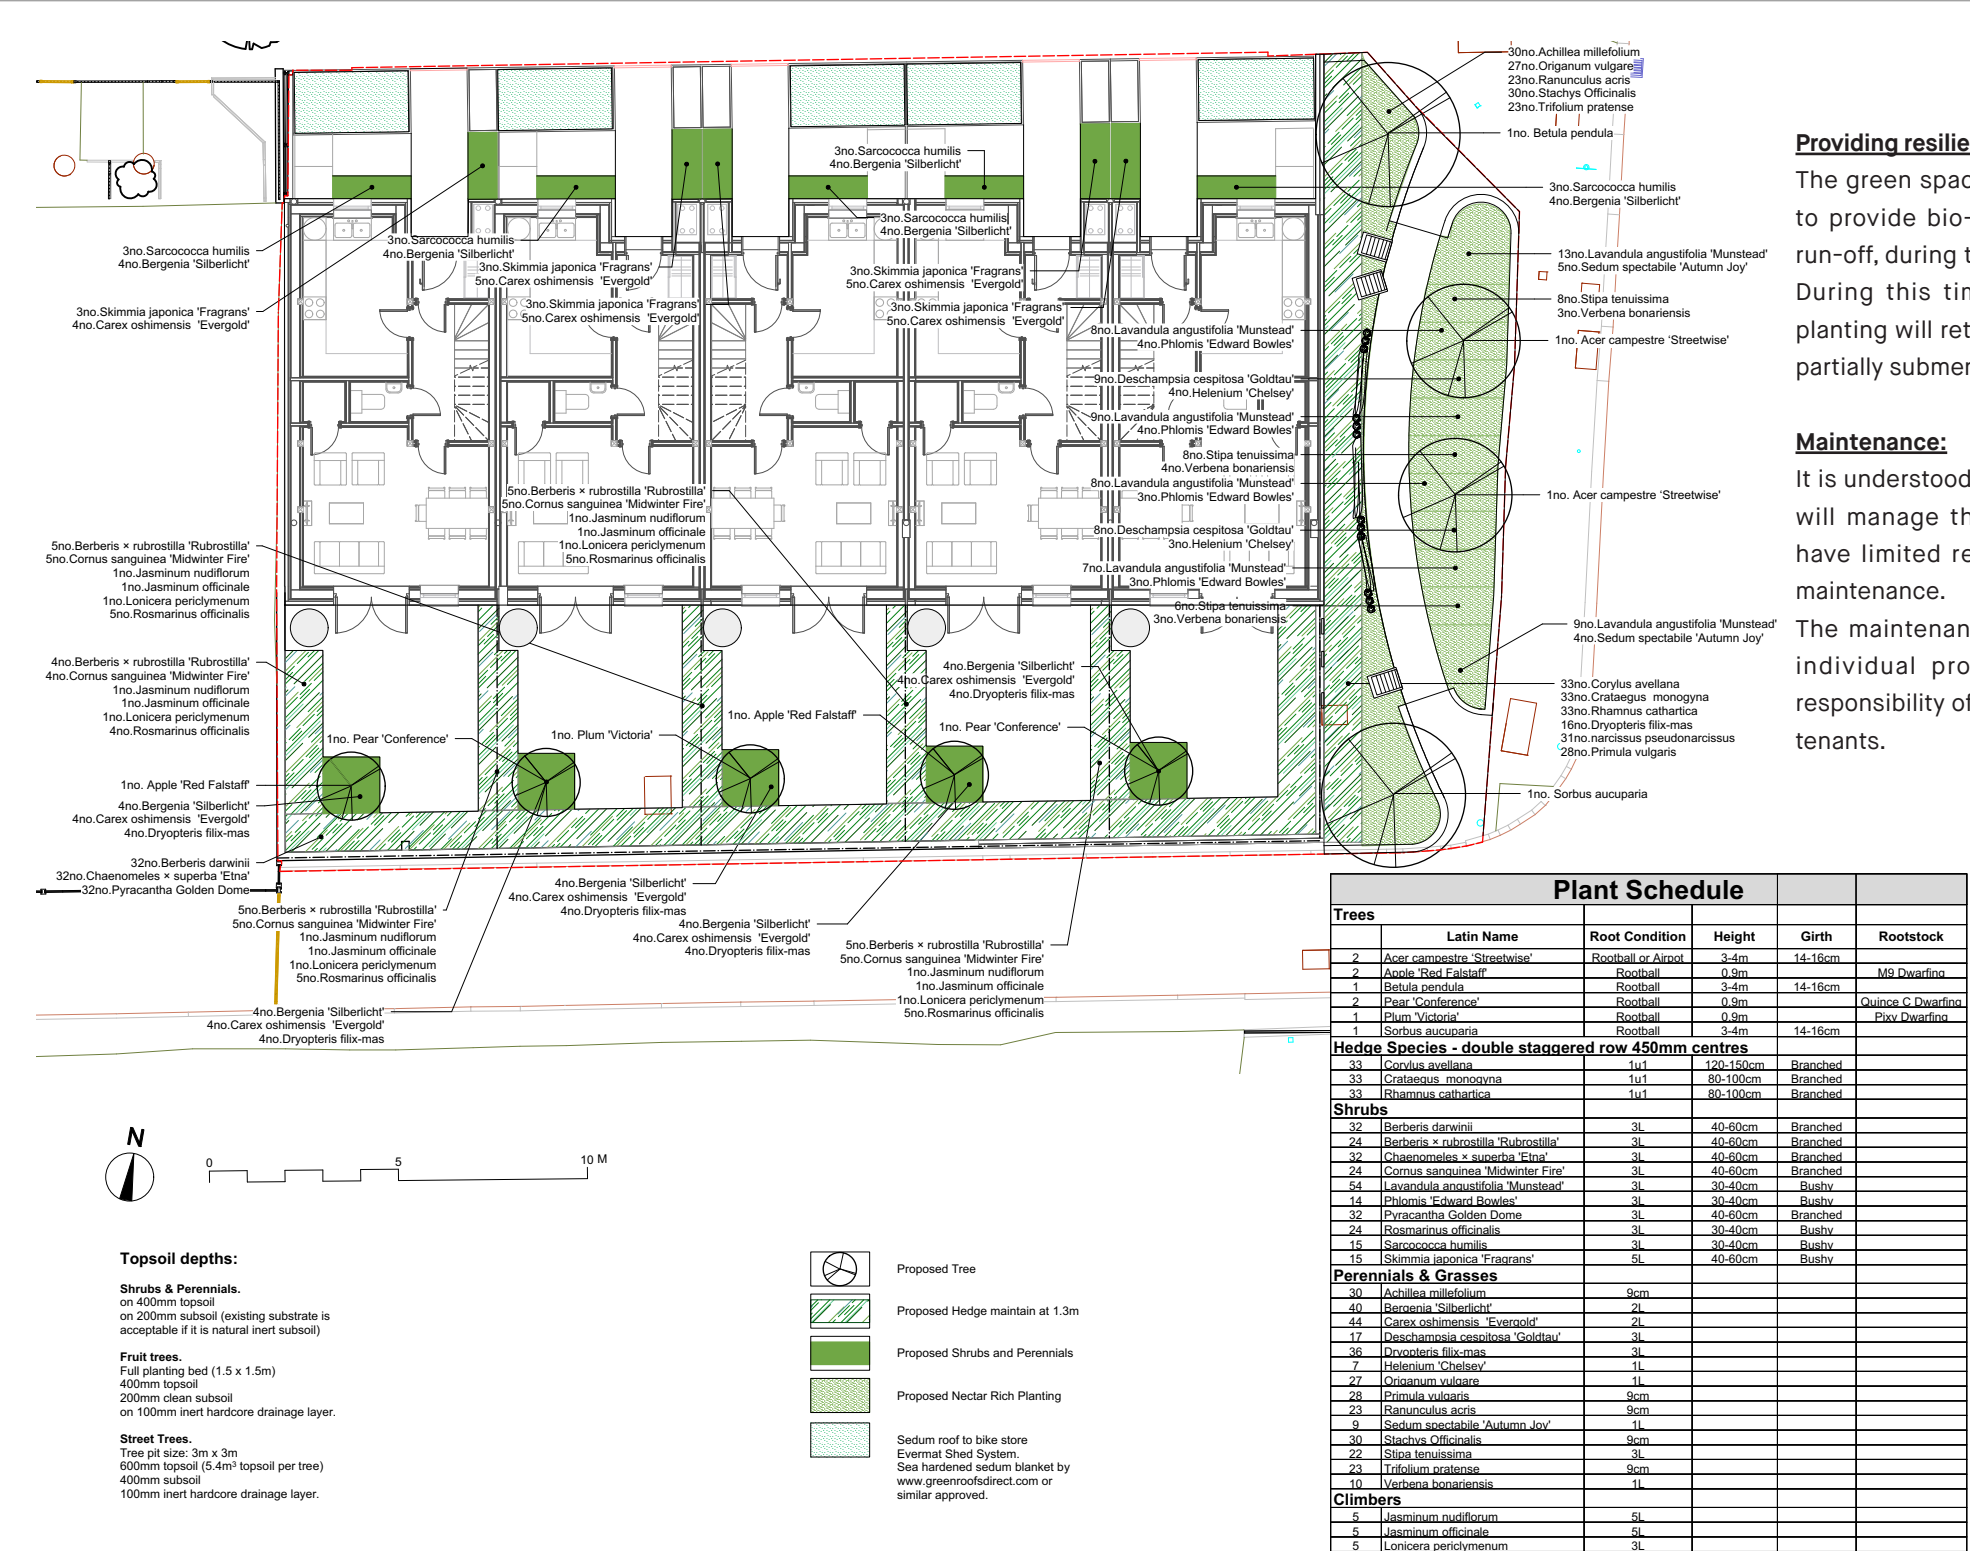 30no.Achillea millefolium
27no.Origanum vulgare
23no.Ranunculus acris
30no.Stachys Officinalis
23no.Trifolium pratense
1no. Betula pendula
3no.Sarcococca humilis
4no.Bergenia 'Silberlicht'
3no.Sarcococca humilis
4no.Bergenia 'Silberlicht'
3no.Sarcococca humilis
4no.Bergenia 'Silberlicht'
3no.Sarcococca humilis
4no.Bergenia 'Silberlicht'
3no.Sarcococca humilis
4no.Bergenia 'Silberlicht'
3no.Skimmia japonica 'Fragrans'
5no.Carex oshimensis 'Evergold'
3no.Skimmia japonica 'Fragrans'
5no.Carex oshimensis 'Evergold'
3no.Skimmia japonica 'Fragrans'
4no.Carex oshimensis 'Evergold'
3no.Skimmia japonica 'Fragrans'
5no.Carex oshimensis 'Evergold'
3no.Skimmia japonica 'Fragrans'
5no.Carex oshimensis 'Evergold'
13no.Lavandula angustifolia 'Munstead'
5no.Sedum spectabile 'Autumn Joy'
8no.Stipa tenuissima
3no.Verbena bonariensis
1no. Acer campestre ‘Streetwise’
8no.Lavandula angustifolia 'Munstead'
4no.Phlomis 'Edward Bowles'
9no.Deschampsia cespitosa 'Goldtau'
4no.Helenium 'Chelsey'
9no.Lavandula angustifolia 'Munstead'
4no.Phlomis 'Edward Bowles'
8no.Stipa tenuissima
4no.Verbena bonariensis
8no.Lavandula angustifolia 'Munstead'
3no.Phlomis 'Edward Bowles'
1no. Acer campestre ‘Streetwise’
8no.Deschampsia cespitosa 'Goldtau'
3no.Helenium 'Chelsey'
7no.Lavandula angustifolia 'Munstead'
3no.Phlomis 'Edward Bowles'
6no.Stipa tenuissima
3no.Verbena bonariensis
9no.Lavandula angustifolia 'Munstead'
4no.Sedum spectabile 'Autumn Joy'
33no.Corylus avellana
33no.Crataegus monogyna
33no.Rhamnus cathartica
16no.Dryopteris filix-mas
31no.narcissus pseudonarcissus
28no.Primula vulgaris
1no. Sorbus aucuparia
5no.Berberis × rubrostilla 'Rubrostilla'
5no.Cornus sanguinea 'Midwinter Fire'
1no.Jasminum nudiflorum
1no.Jasminum officinale
1no.Lonicera periclymenum
5no.Rosmarinus officinalis
5no.Berberis × rubrostilla 'Rubrostilla'
5no.Cornus sanguinea 'Midwinter Fire'
1no.Jasminum nudiflorum
1no.Jasminum officinale
1no.Lonicera periclymenum
5no.Rosmarinus officinalis
4no.Berberis × rubrostilla 'Rubrostilla'
4no.Cornus sanguinea 'Midwinter Fire'
1no.Jasminum nudiflorum
1no.Jasminum officinale
1no.Lonicera periclymenum
4no.Rosmarinus officinalis
4no.Bergenia 'Silberlicht'
4no.Carex oshimensis 'Evergold'
4no.Dryopteris filix-mas
1no. Pear 'Conference'
1no. Plum 'Victoria'
1no. Apple 'Red Falstaff'
1no. Pear 'Conference'
1no. Apple 'Red Falstaff'
4no.Bergenia 'Silberlicht'
4no.Carex oshimensis 'Evergold'
4no.Dryopteris filix-mas
32no.Berberis darwinii
32no.Chaenomeles × superba 'Etna'
32no.Pyracantha Golden Dome
5no.Berberis × rubrostilla 'Rubrostilla'
5no.Cornus sanguinea 'Midwinter Fire'
1no.Jasminum nudiflorum
1no.Jasminum officinale
1no.Lonicera periclymenum
5no.Rosmarinus officinalis
4no.Bergenia 'Silberlicht'
4no.Carex oshimensis 'Evergold'
4no.Dryopteris filix-mas
4no.Bergenia 'Silberlicht'
4no.Carex oshimensis 'Evergold'
4no.Dryopteris filix-mas
5no.Berberis × rubrostilla 'Rubrostilla'
5no.Cornus sanguinea 'Midwinter Fire'
1no.Jasminum nudiflorum
1no.Jasminum officinale
1no.Lonicera periclymenum
5no.Rosmarinus officinalis
4no.Bergenia 'Silberlicht'
4no.Carex oshimensis 'Evergold'
4no.Dryopteris filix-mas
Providing resilie
The green spac
to provide bio-
run-off, during t
During this tim
planting will ret
partially submer
Maintenance:
It is understood
will manage th
have limited re
maintenance.
The maintenan
individual pro
responsibility of
tenants.
N
0 5 10 M
Topsoil depths:
Shrubs & Perennials.
on 400mm topsoil
on 200mm subsoil (existing substrate is
acceptable if it is natural inert subsoil)
Fruit trees.
Full planting bed (1.5 x 1.5m)
400mm topsoil
200mm clean subsoil
on 100mm inert hardcore drainage layer.
Street Trees.
Tree pit size: 3m x 3m
600mm topsoil (5.4m³ topsoil per tree)
400mm subsoil
100mm inert hardcore drainage layer.
Proposed Tree
Proposed Hedge maintain at 1.3m
Proposed Shrubs and Perennials
Proposed Nectar Rich Planting
Sedum roof to bike store
Evermat Shed System.
Sea hardened sedum blanket by
www.greenroofsdirect.com or
similar approved.
Plant Schedule
Trees
Latin Name Root Condition Height Girth Rootstock
2 Acer campestre ‘Streetwise’ Rootball or Airpot 3-4m 14-16cm
2 Apple 'Red Falstaff' Rootball 0.9m M9 Dwarfing
1 Betula pendula Rootball 3-4m 14-16cm
2 Pear 'Conference' Rootball 0.9m Quince C Dwarfing
1 Plum 'Victoria' Rootball 0.9m Pixy Dwarfing
1 Sorbus aucuparia Rootball 3-4m 14-16cm
Hedge Species - double staggered row 450mm centres
33 Corylus avellana 1u1 120-150cm Branched
33 Crataegus monogyna 1u1 80-100cm Branched
33 Rhamnus cathartica 1u1 80-100cm Branched
Shrubs
32 Berberis darwinii 3L 40-60cm Branched
24 Berberis × rubrostilla 'Rubrostilla' 3L 40-60cm Branched
32 Chaenomeles × superba 'Etna' 3L 40-60cm Branched
24 Cornus sanguinea 'Midwinter Fire' 3L 40-60cm Branched
54 Lavandula angustifolia 'Munstead' 3L 30-40cm Bushy
14 Phlomis 'Edward Bowles' 3L 30-40cm Bushy
32 Pyracantha Golden Dome 3L 40-60cm Branched
24 Rosmarinus officinalis 3L 30-40cm Bushy
15 Sarcococca humilis 3L 30-40cm Bushy
15 Skimmia japonica 'Fragrans' 5L 40-60cm Bushy
Perennials & Grasses
30 Achillea millefolium 9cm
40 Bergenia 'Silberlicht' 2L
44 Carex oshimensis 'Evergold' 2L
17 Deschampsia cespitosa 'Goldtau' 3L
36 Dryopteris filix-mas 3L
7 Helenium 'Chelsey' 1L
27 Origanum vulgare 1L
28 Primula vulgaris 9cm
23 Ranunculus acris 9cm
9 Sedum spectabile 'Autumn Joy' 1L
30 Stachys Officinalis 9cm
22 Stipa tenuissima 3L
23 Trifolium pratense 9cm
10 Verbena bonariensis 1L
Climbers
5 Jasminum nudiflorum 5L
5 Jasminum officinale 5L
5 Lonicera periclymenum 3L